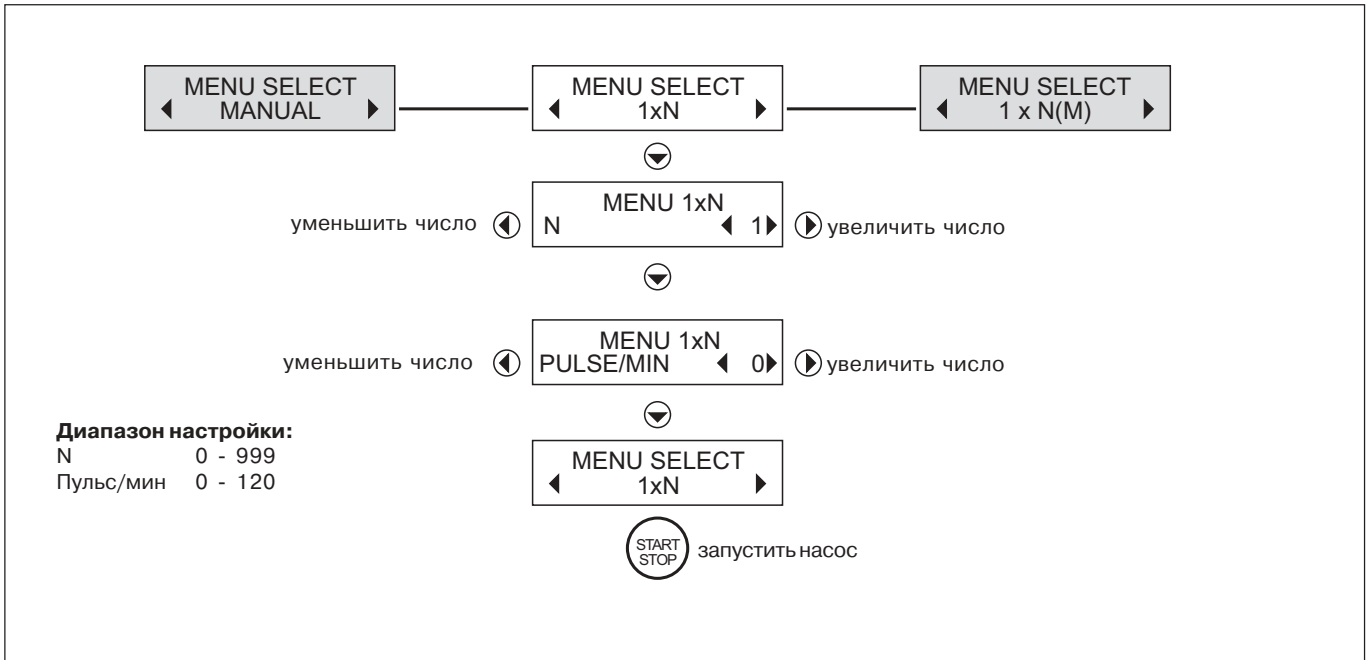 MENU SELECT
MANUAL
MENU SELECT
1xN
MENU SELECT
1 x N(M)
MENU 1xN
уменьшить число
N 1
увеличить число
MENU 1xN
уменьшить число
PULSE/MIN 0
увеличить число
Диапазон настройки:
N 0 - 999
Пульс/мин 0 - 120
MENU SELECT
1xN
START
STOP
запустить насос